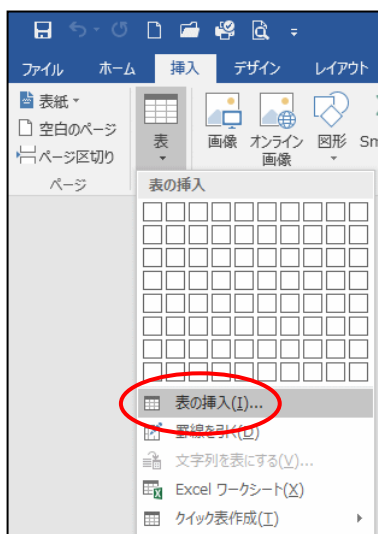 ファイル ホーム 挿入 デザイン レイアウト
表紙
空白のページ
ページ区切り
ページ
表
画像
オンライン
画像
図形
Sm
表の挿入
表の挿入(I)...
罫線を引く(D)
文字列を表にする(V)...
Excel ワークシート(X)
クイック表作成(T)